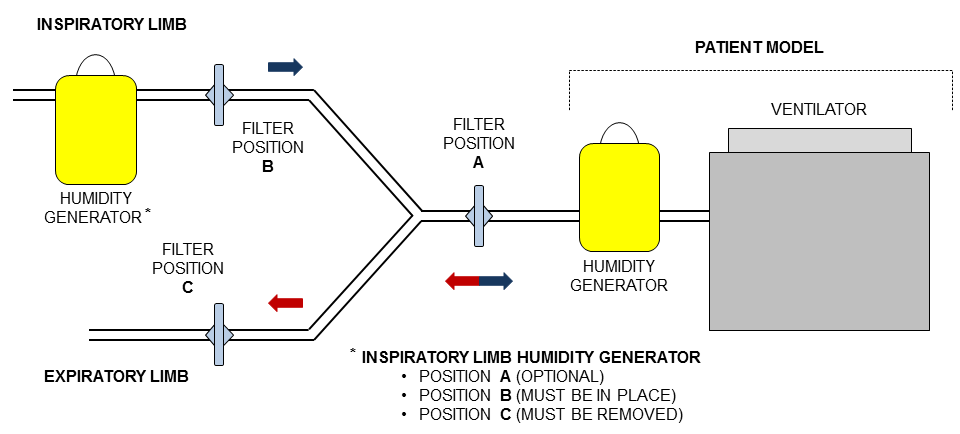 INSPIRATORY LIMB
PATIENT MODEL
VENTILATOR
FILTER
POSITION
B
FILTER
POSITION
A
HUMIDITY
GENERATOR *
FILTER
POSITION
C
HUMIDITY
GENERATOR
EXPIRATORY LIMB
* INSPIRATORY LIMB HUMIDITY GENERATOR
• POSITION A (OPTIONAL)
• POSITION B (MUST BE IN PLACE)
• POSITION C (MUST BE REMOVED)